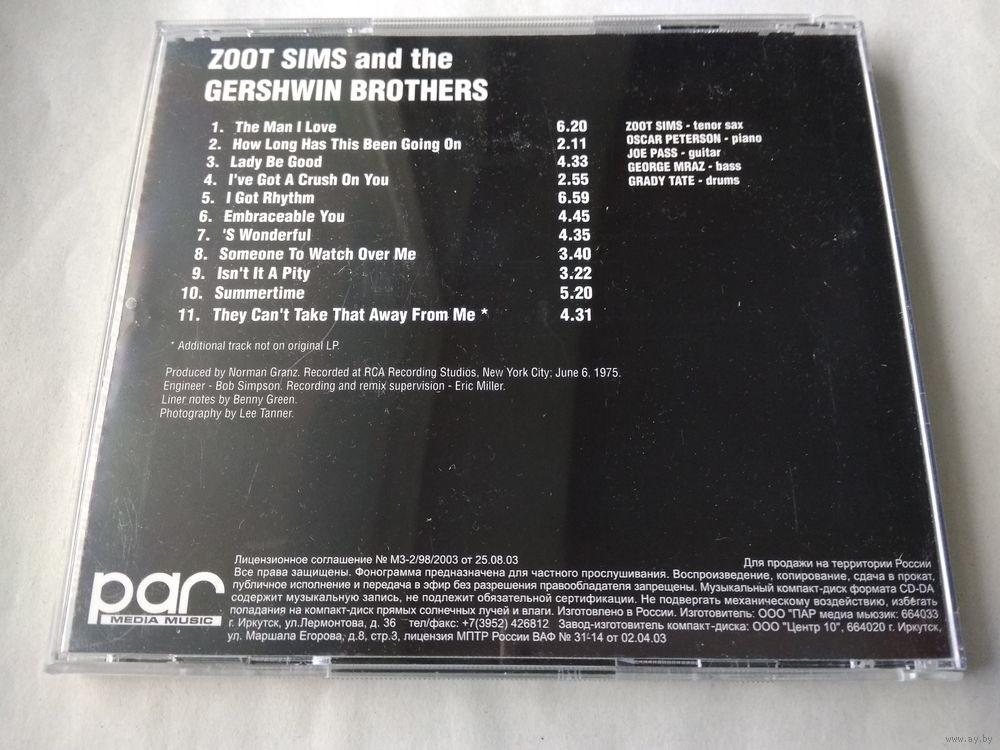 ZOOT SIMS and the
GERSHWIN BROTHERS
1. The Man I Love 6.20
2. How Long Has This Been Going On 2.11
3. Lady Be Good 4.33
4. I've Got A Crush On You 2.55
5. I Got Rhythm 6.59
6. Embraceable You 4.45
7. 'S Wonderful 4.35
8. Someone To Watch Over Me 3.40
9. Isn't It A Pity 3.22
10. Summertime 5.20
11. They Can't Take That Away From Me * 4.31
ZOOT SIMS - tenor sax
OSCAR PETERSON - piano
JOE PASS - guitar
GEORGE MRAZ - bass
GRADY TATE - drums
* Additional track not on original LP.
Produced by Norman Granz. Recorded at RCA Recording Studios, New York City; June 6, 1975.
Engineer - Bob Simpson. Recording and remix supervision - Eric Miller.
Liner notes by Benny Green.
Photography by Lee Tanner.
par
MEDIA MUSIC
Лицензионное соглашение № МЗ-2/98/2003 от 25.08.03 Для продажи на территории России
Все права защищены. Фонограмма предназначена для частного прослушивания. Воспроизведение, копирование, сдача в прокат,
публичное исполнение и передача в эфир без разрешения правообладателя запрещены. Музыкальный компакт-диск формата CD-DA
содержит музыкальную запись, не подлежит обязательной сертификации. Не подвергать механическому воздействию, избегать
попадания на компакт-диск прямых солнечных лучей и влаги. Изготовлено в России. Изготовитель: ООО "ПАР медиа мьюзик: 664033
г. Иркутск, ул.Лермонтова, д. 36 тел/факс: +7(3952) 426812 Завод-изготовитель компакт-диска: ООО "Центр 10", 664020 г. Иркутск,
ул. Маршала Егорова, д.8, стр.3, лицензия МПТР России ВАФ № 31-14 от 02.04.03
www.ay.by